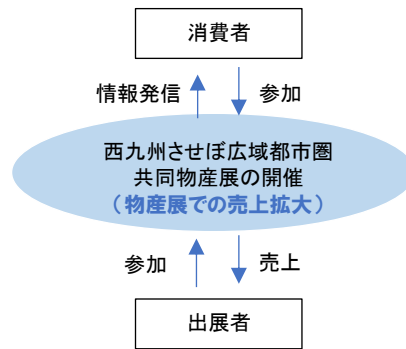 消費者
情報発信
参加
西九州させぼ広域都市圏
共同物産展の開催
（物産展での売上拡大）
参加
売上
出展者